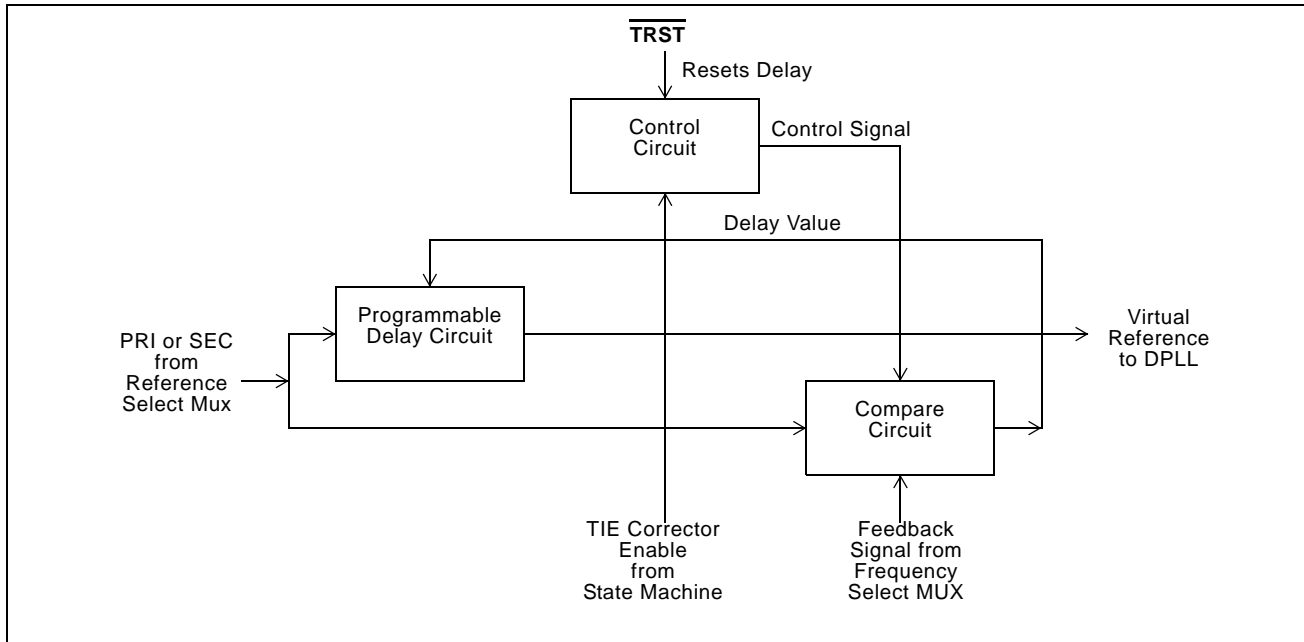 TRST
Resets Delay
Control
Circuit
Control Signal
Delay Value
Programmable
Delay Circuit
PRI or SEC
from
Reference
Select Mux
Virtual
Reference
to DPLL
Compare
Circuit
TIE Corrector
Enable
from
State Machine
Feedback
Signal from
Frequency
Select MUX